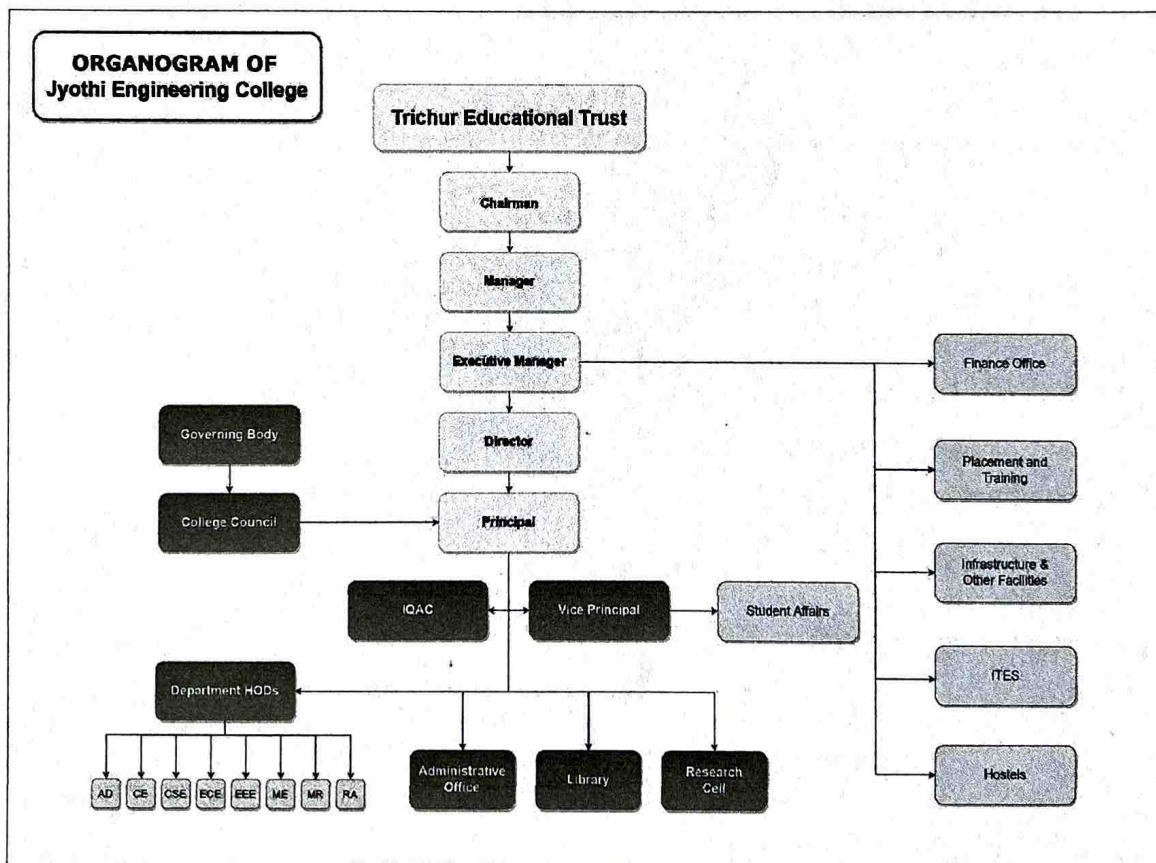 ORGANOGRAM OF
Jyothi Engineering College
Trichur Educational Trust
Chairman
Manager
Executive Manager
Finance Office
Governing Body
Director
Placement and
Training
College Council
Principal
Infrastructure &
Other Facilities
IQAC
Vice Principal
Student Affairs
Department HODs
ITES
AD
CE
CSE
ECE
EEE
ME
MR
RA
Administrative
Office
Library
Research
Cell
Hostels